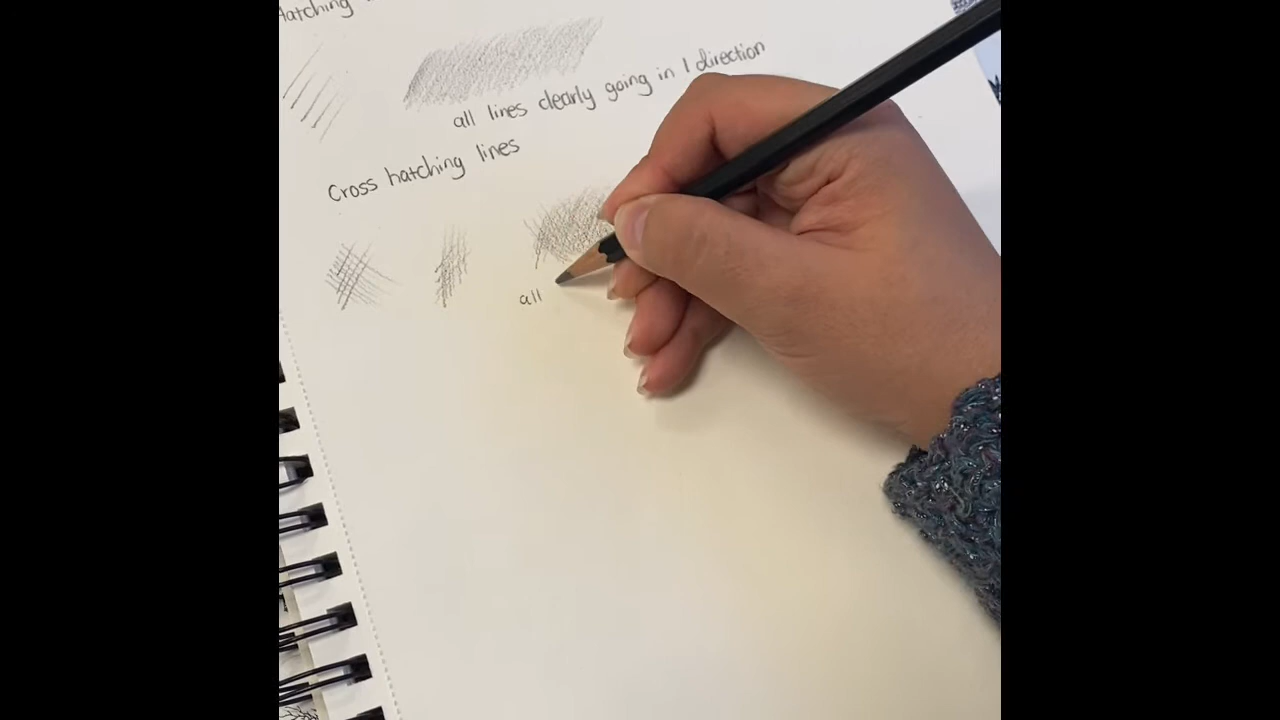 Hatching
all lines clearly going in 1 direction
Cross hatching lines
all